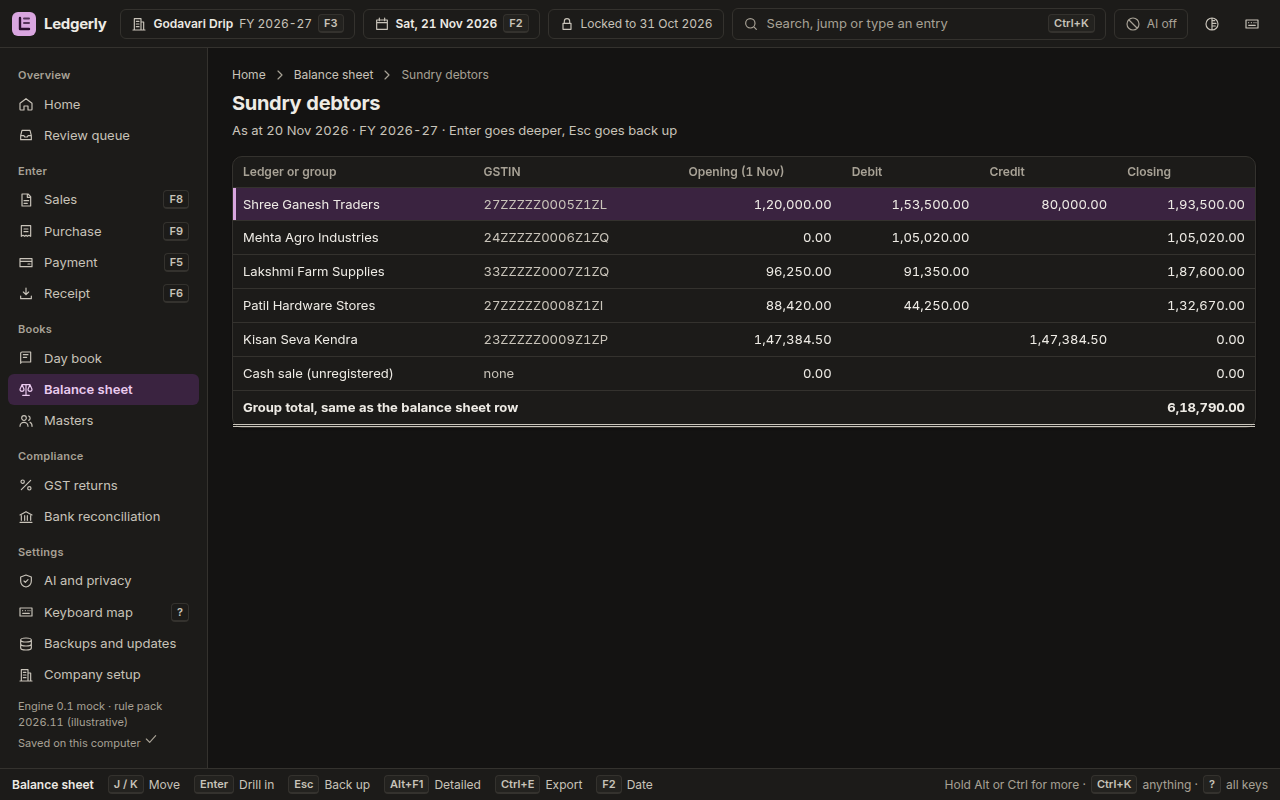 Ledgerly
Godavari Drip FY 2026-27 F3
Sat, 21 Nov 2026 F2
Locked to 31 Oct 2026
Search, jump or type an entry Ctrl+K
AI off
Overview
Home
Review queue
Enter
Sales F8
Purchase F9
Payment F5
Receipt F6
Books
Day book
Balance sheet
Masters
Compliance
GST returns
Bank reconciliation
Settings
AI and privacy
Keyboard map ?
Backups and updates
Company setup
Engine 0.1 mock · rule pack
2026.11 (illustrative)
Saved on this computer
Home > Balance sheet > Sundry debtors
Sundry debtors
As at 20 Nov 2026 · FY 2026-27 · Enter goes deeper, Esc goes back up
Ledger or group GSTIN Opening (1 Nov) Debit Credit Closing
Shree Ganesh Traders 27ZZZZZ0005Z1ZL 1,20,000.00 1,53,500.00 80,000.00 1,93,500.00
Mehta Agro Industries 24ZZZZZ0006Z1ZQ 0.00 1,05,020.00 1,05,020.00
Lakshmi Farm Supplies 33ZZZZZ0007Z1ZQ 96,250.00 91,350.00 1,87,600.00
Patil Hardware Stores 27ZZZZZ0008Z1ZI 88,420.00 44,250.00 1,32,670.00
Kisan Seva Kendra 23ZZZZZ0009Z1ZP 1,47,384.50 1,47,384.50 0.00
Cash sale (unregistered) none 0.00 0.00
Group total, same as the balance sheet row 6,18,790.00
Balance sheet J / K Move Enter Drill in Esc Back up Alt+F1 Detailed Ctrl+E Export F2 Date
Hold Alt or Ctrl for more · Ctrl+K anything · ? all keys